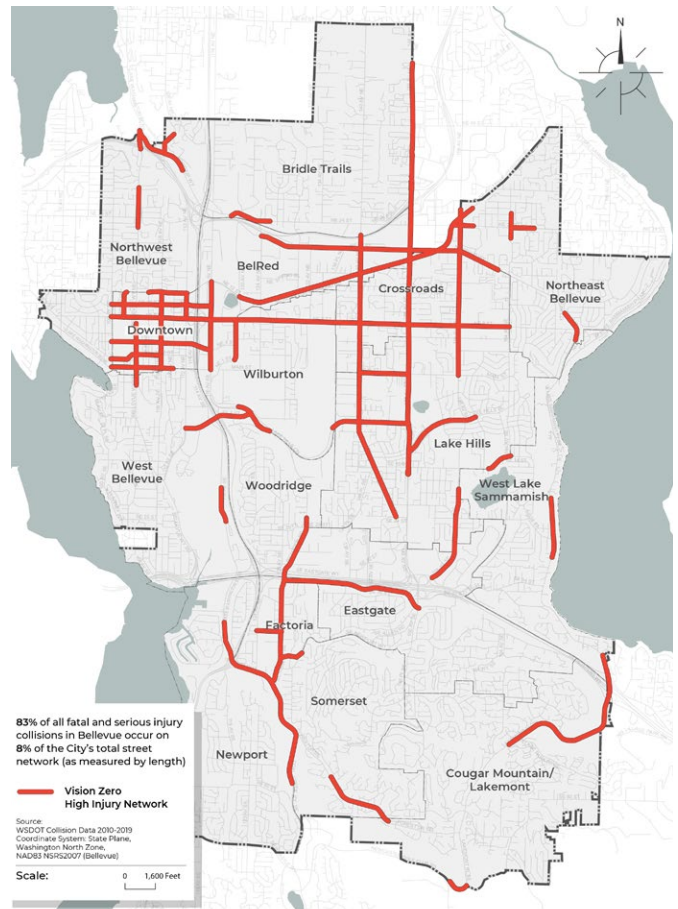 N
Bridle Trails
Northwest
Bellevue
BelRed
Crossroads
Northeast
Bellevue
Downtown
Wilburton
Lake Hills
West
Bellevue
Woodridge
West Lake
Sammamish
Eastgate
Factoria
Somerset
Newport
Cougar Mountain/
Lakemont
83% of all fatal and serious injury
collisions in Bellevue occur on
8% of the City's total street
network (as measured by length)
Vision Zero
High Injury Network
Source:
WSDOT Collision Data 2010-2019
Coordinate System: State Plane,
Washington North Zone,
NAD83 NSRS2007 (Bellevue)
Scale:
0 1,600 Feet